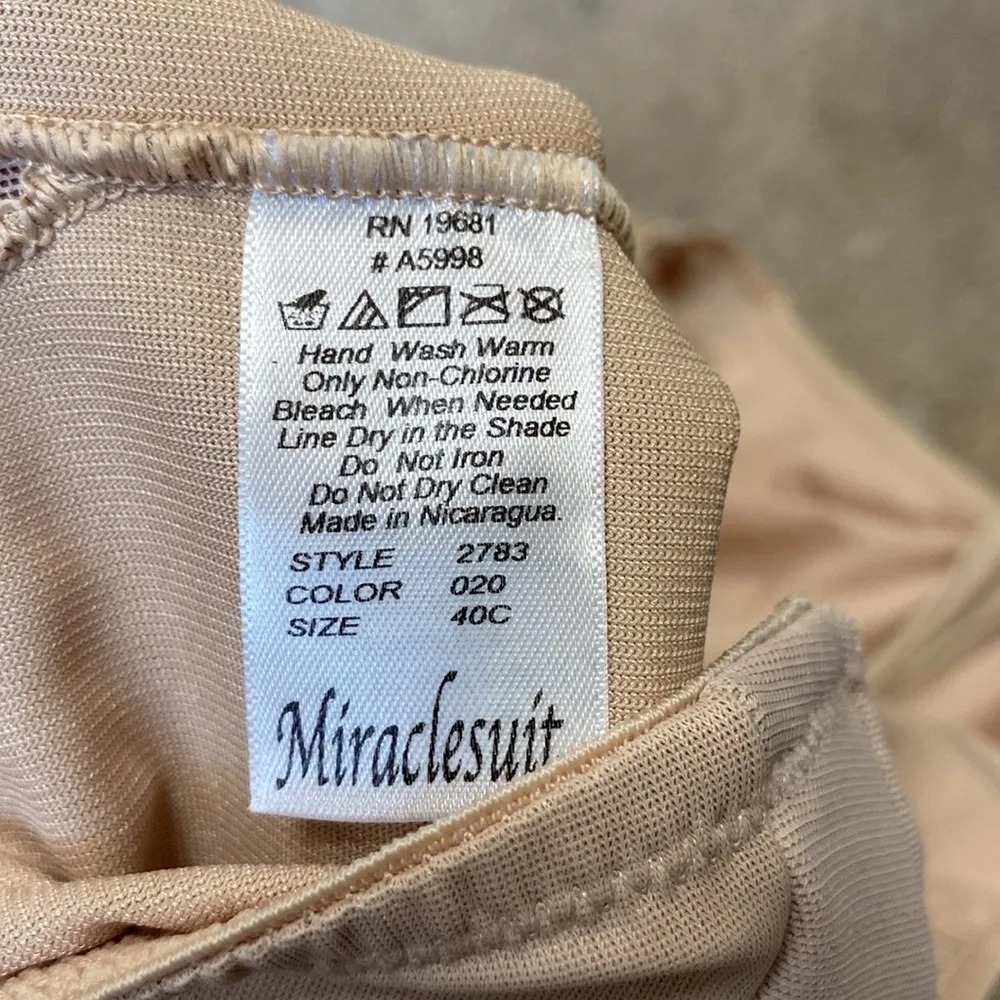 RN 19681
# A5998
Hand Wash Warm
Only Non-Chlorine
Bleach When Needed
Line Dry in the Shade
Do Not Iron
Do Not Dry Clean
Made in Nicaragua.
STYLE 2783
COLOR 020
SIZE 40C
Miraclesuit